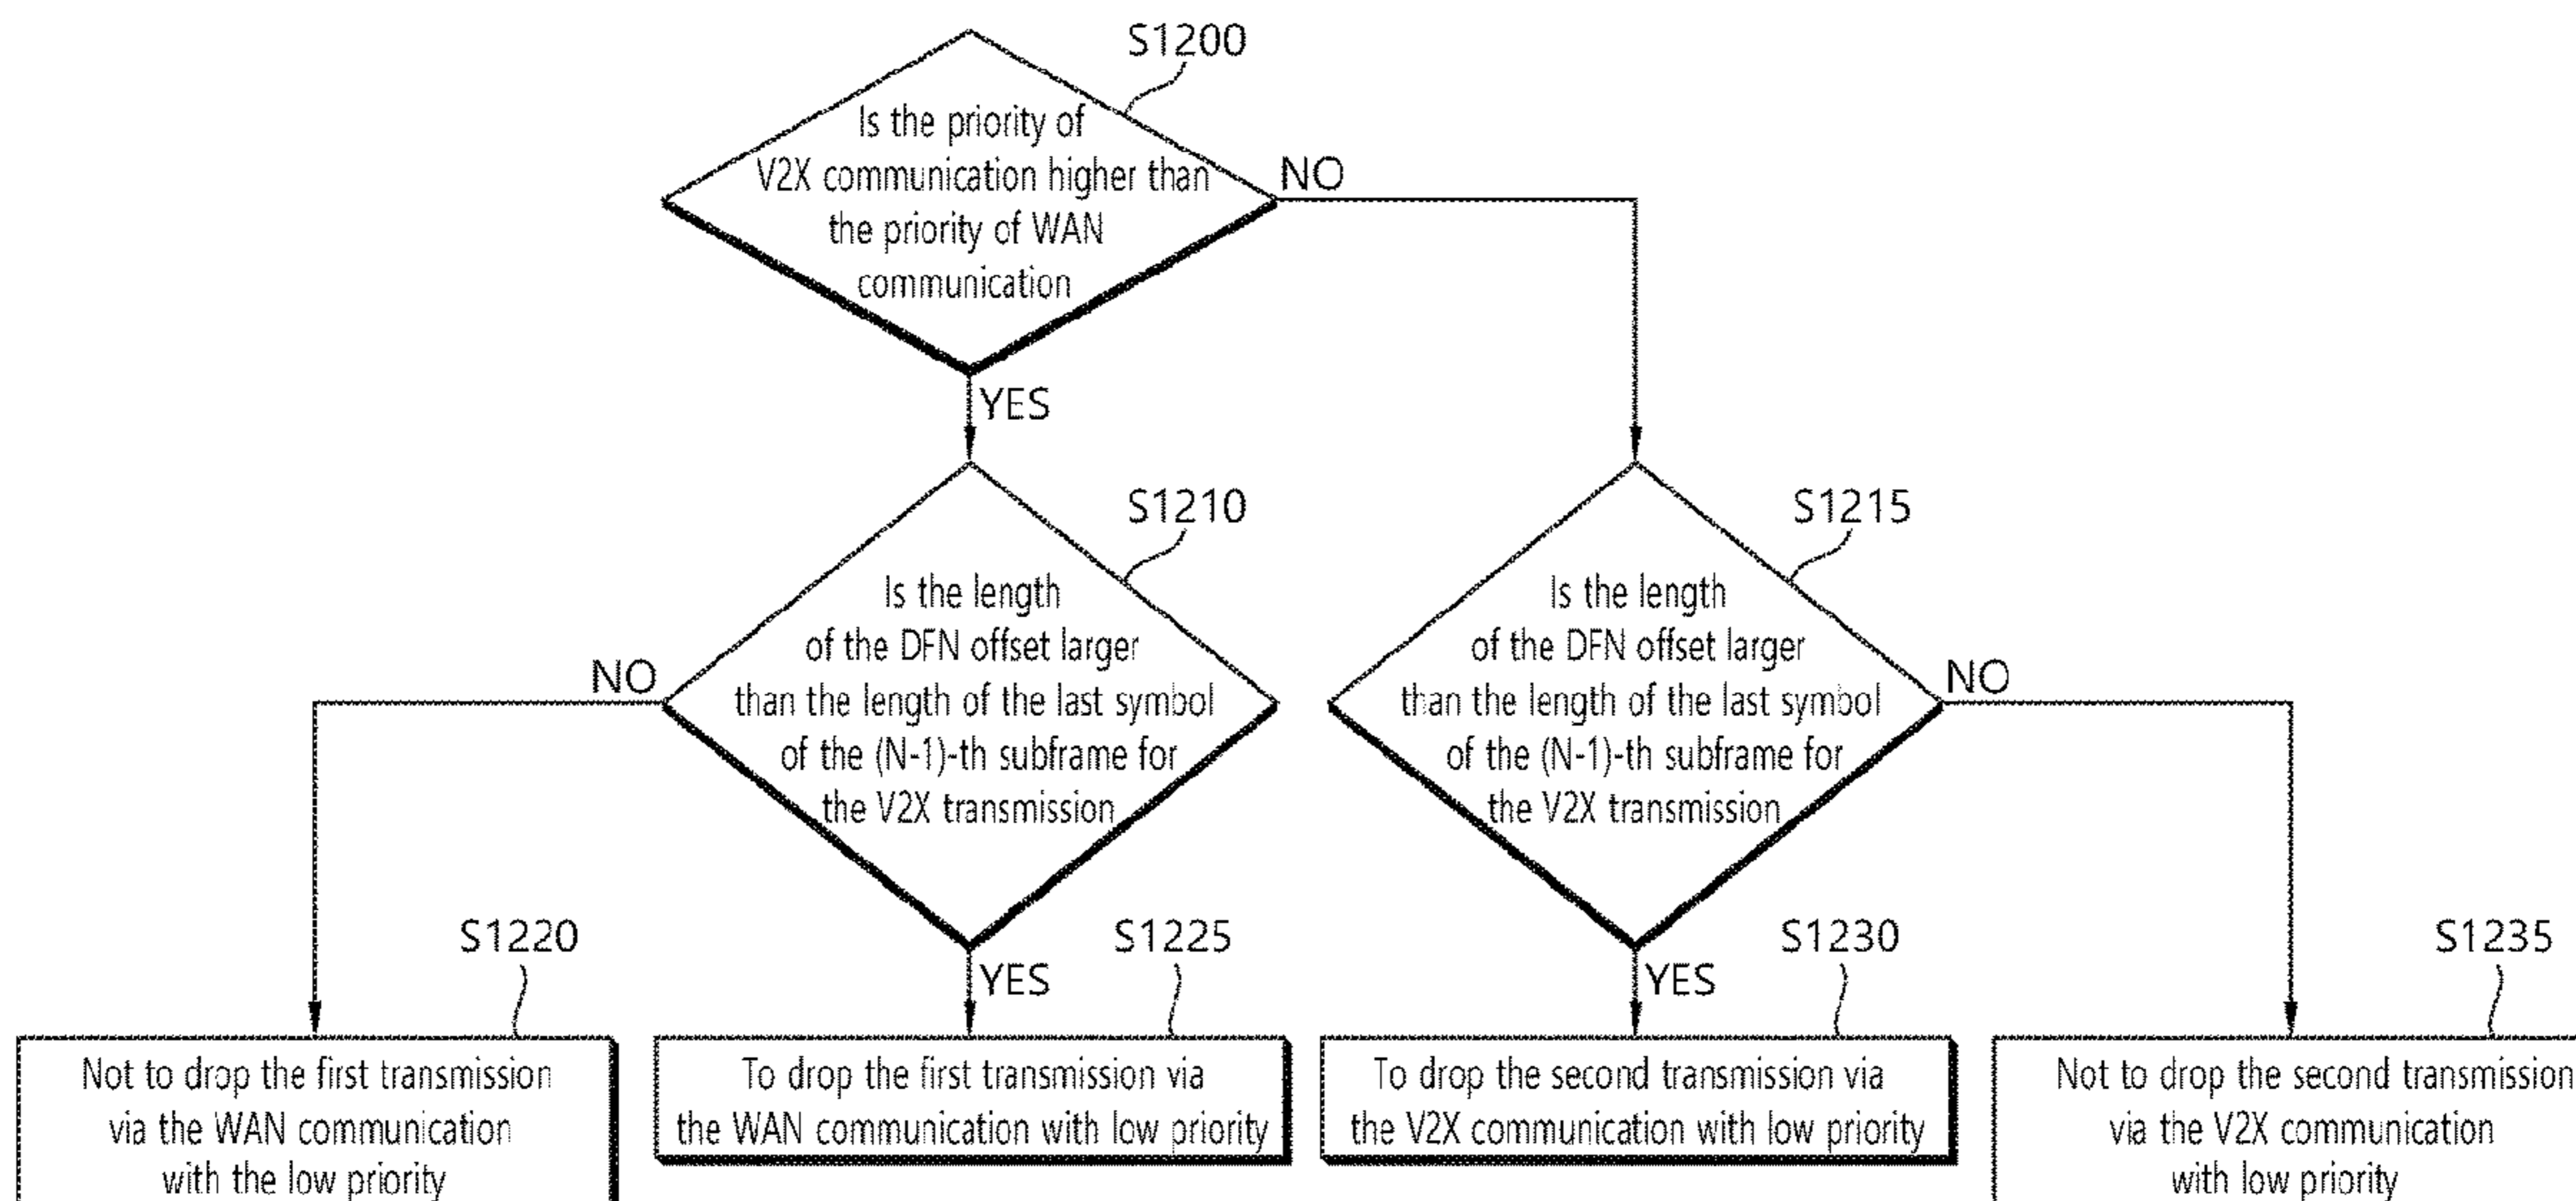 S1200
Is the priority of
V2X communication higher than
the priority of WAN
communication
NO
YES
S1210
Is the length
of the DFN offset larger
than the length of the last symbol
of the (N-1)-th subframe for
the V2X transmission
NO
YES
S1215
Is the length
of the DFN offset larger
than the length of the last symbol
of the (N-1)-th subframe for
the V2X transmission
NO
YES
S1220
Not to drop the first transmission
via the WAN communication
with the low priority
S1225
To drop the first transmission via
the WAN communication with low priority
S1230
To drop the second transmission via
the V2X communication with low priority
S1235
Not to drop the second transmission
via the V2X communication
with low priority